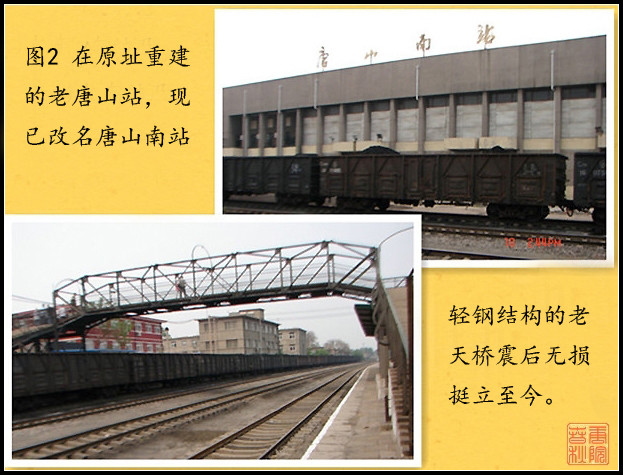 图2 在原址重建
的老唐山站，现
已改名唐山南站
唐山南站
轻钢结构的老
天桥震后无损
挺立至今。